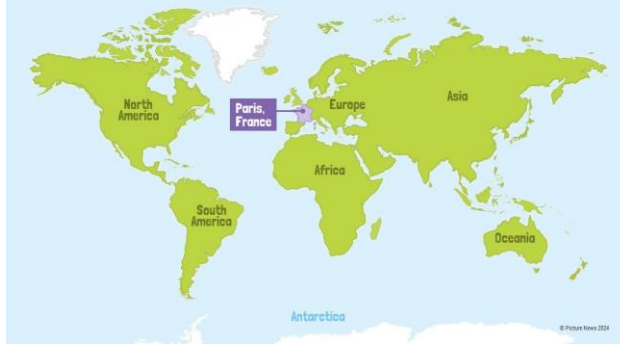 North
America
Paris,
France
Europe
Asia
Africa
South
America
Oceania
Antarctica
© Picture News 2024